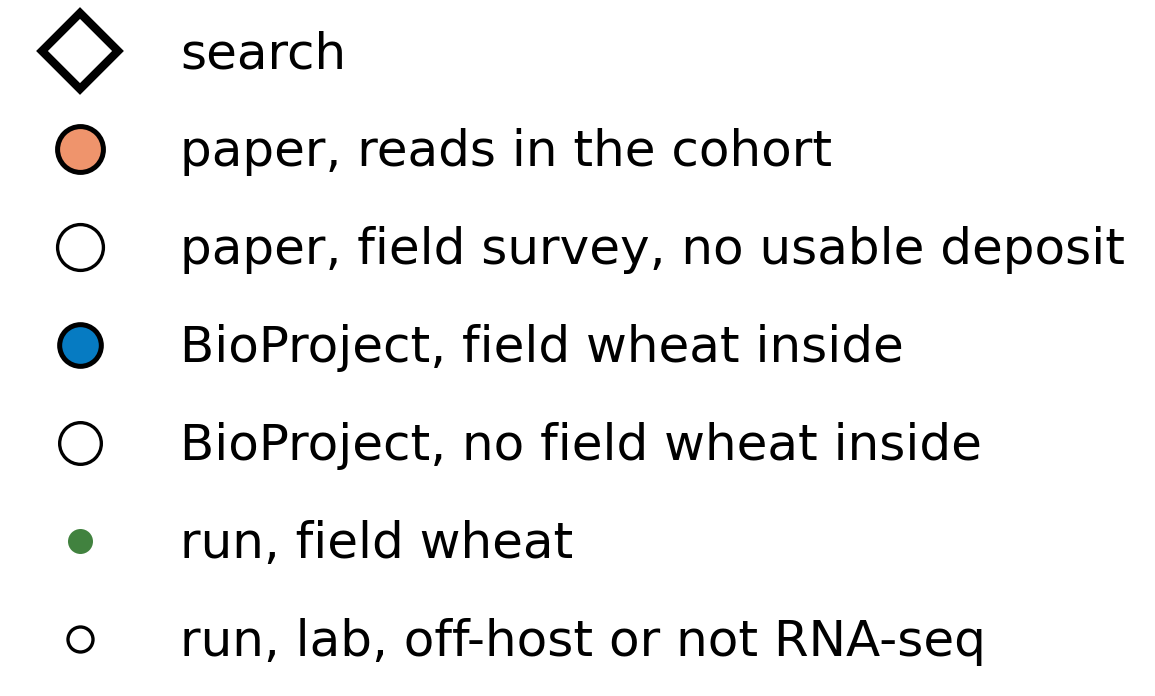 search
paper, reads in the cohort
paper, field survey, no usable deposit
BioProject, field wheat inside
BioProject, no field wheat inside
run, field wheat
run, lab, off-host or not RNA-seq